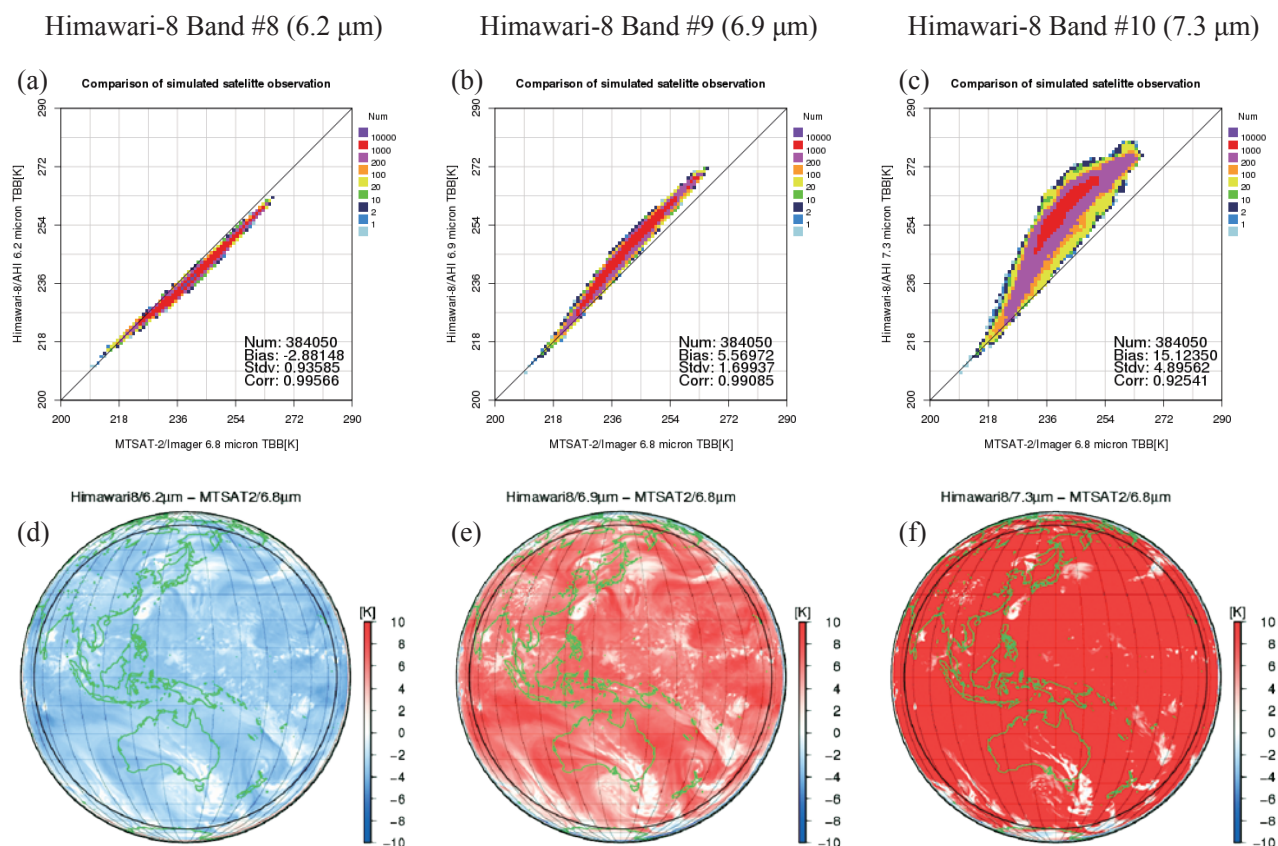 Himawari-8 Band #8 (6.2 μm)
Himawari-8 Band #9 (6.9 μm)
Himawari-8 Band #10 (7.3 μm)
(a)
Comparison of simulated satelitte observation
Himawari-8/AHI 6.2 micron TBB[K]
290
272
254
236
218
200
Num
10000
1000
200
100
20
10
2
1
Num: 384050
Bias: -2.88148
Stdv: 0.93585
Corr: 0.99566
200 218 236 254 272 290
MTSAT-2/Imager 6.8 micron TBB[K]
(b)
Comparison of simulated satelitte observation
Himawari-8/AHI 6.9 micron TBB[K]
290
272
254
236
218
200
Num
10000
1000
200
100
20
10
2
1
Num: 384050
Bias: 5.56972
Stdv: 1.69937
Corr: 0.99085
200 218 236 254 272 290
MTSAT-2/Imager 6.8 micron TBB[K]
(c)
Comparison of simulated satelitte observation
Himawari-8/AHI 7.3 micron TBB[K]
290
272
254
236
218
200
Num
10000
1000
200
100
20
10
2
1
Num: 384050
Bias: 15.12350
Stdv: 4.89562
Corr: 0.92541
200 218 236 254 272 290
MTSAT-2/Imager 6.8 micron TBB[K]
Himawari8/6.2μm − MTSAT2/6.8μm
(d)
[K]
10
8
6
4
2
0
−2
−4
−6
−8
−10
Himawari8/6.9μm − MTSAT2/6.8μm
(e)
[K]
10
8
6
4
2
0
−2
−4
−6
−8
−10
Himawari8/7.3μm − MTSAT2/6.8μm
(f)
[K]
10
8
6
4
2
0
−2
−4
−6
−8
−10